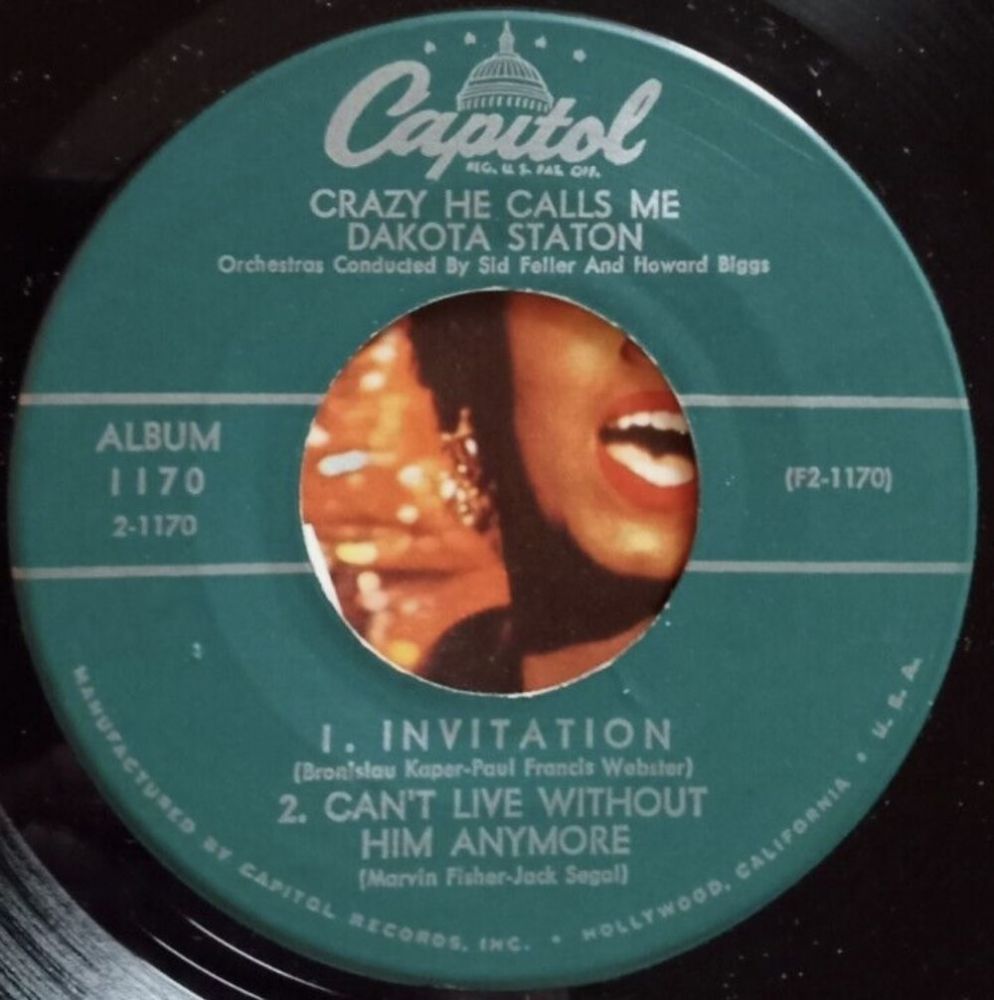 Capitol
REG. U. S. PAT. OFF.
CRAZY HE CALLS ME
DAKOTA STATON
Orchestras Conducted By Sid Feller And Howard Biggs
ALBUM
1170
2-1170
(F2-1170)
1. INVITATION
(Bronislau Kaper-Paul Francis Webster)
2. CAN'T LIVE WITHOUT
HIM ANYMORE
(Marvin Fisher-Jack Segal)
MANUFACTURED BY CAPITOL RECORDS, INC. • HOLLYWOOD, CALIFORNIA • U. S. A.